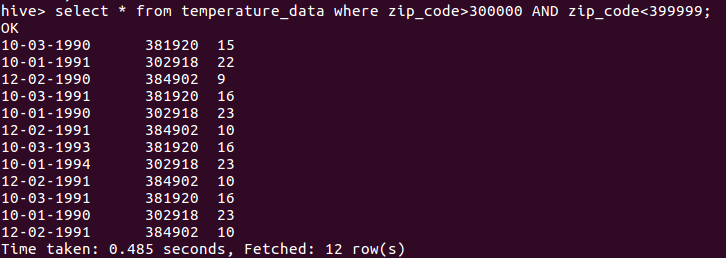 hive> select * from temperature_data where zip_code>300000 AND zip_code<399999;
OK
10-03-1990 381920 15
10-01-1991 302918 22
12-02-1990 384902 9
10-03-1991 381920 16
10-01-1990 302918 23
12-02-1991 384902 10
10-03-1993 381920 16
10-01-1994 302918 23
12-02-1991 384902 10
10-03-1991 381920 16
10-01-1990 302918 23
12-02-1991 384902 10
Time taken: 0.485 seconds, Fetched: 12 row(s)